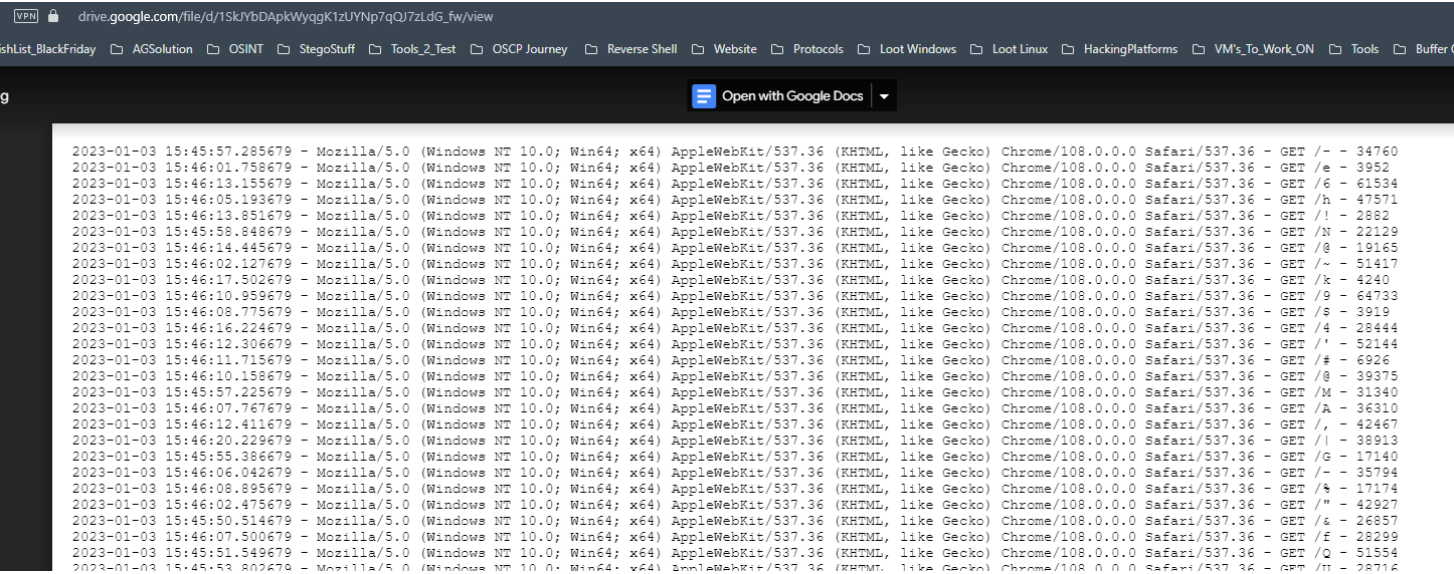 VPN drive.google.com/file/d/1SkJYbDApkWyqgK1zUYNp7qQJ7zLdG_fw/view
ishList_BlackFriday AGSolution OSINT StegoStuff Tools_2_Test OSCP Journey Reverse Shell Website Protocols Loot Windows Loot Linux HackingPlatforms VM's_To_Work_ON Tools Buffer
g Open with Google Docs
2023-01-03 15:45:57.285679 - Mozilla/5.0 (Windows NT 10.0; Win64; x64) AppleWebKit/537.36 (KHTML, like Gecko) Chrome/108.0.0.0 Safari/537.36 - GET /- - 34760
2023-01-03 15:46:01.758679 - Mozilla/5.0 (Windows NT 10.0; Win64; x64) AppleWebKit/537.36 (KHTML, like Gecko) Chrome/108.0.0.0 Safari/537.36 - GET /e - 3952
2023-01-03 15:46:13.155679 - Mozilla/5.0 (Windows NT 10.0; Win64; x64) AppleWebKit/537.36 (KHTML, like Gecko) Chrome/108.0.0.0 Safari/537.36 - GET /6 - 61534
2023-01-03 15:46:05.193679 - Mozilla/5.0 (Windows NT 10.0; Win64; x64) AppleWebKit/537.36 (KHTML, like Gecko) Chrome/108.0.0.0 Safari/537.36 - GET /h - 47571
2023-01-03 15:46:13.851679 - Mozilla/5.0 (Windows NT 10.0; Win64; x64) AppleWebKit/537.36 (KHTML, like Gecko) Chrome/108.0.0.0 Safari/537.36 - GET /! - 2882
2023-01-03 15:45:58.848679 - Mozilla/5.0 (Windows NT 10.0; Win64; x64) AppleWebKit/537.36 (KHTML, like Gecko) Chrome/108.0.0.0 Safari/537.36 - GET /N - 22129
2023-01-03 15:46:14.445679 - Mozilla/5.0 (Windows NT 10.0; Win64; x64) AppleWebKit/537.36 (KHTML, like Gecko) Chrome/108.0.0.0 Safari/537.36 - GET /@ - 19165
2023-01-03 15:46:02.127679 - Mozilla/5.0 (Windows NT 10.0; Win64; x64) AppleWebKit/537.36 (KHTML, like Gecko) Chrome/108.0.0.0 Safari/537.36 - GET /~ - 51417
2023-01-03 15:46:17.502679 - Mozilla/5.0 (Windows NT 10.0; Win64; x64) AppleWebKit/537.36 (KHTML, like Gecko) Chrome/108.0.0.0 Safari/537.36 - GET /k - 4240
2023-01-03 15:46:10.959679 - Mozilla/5.0 (Windows NT 10.0; Win64; x64) AppleWebKit/537.36 (KHTML, like Gecko) Chrome/108.0.0.0 Safari/537.36 - GET /9 - 64733
2023-01-03 15:46:08.775679 - Mozilla/5.0 (Windows NT 10.0; Win64; x64) AppleWebKit/537.36 (KHTML, like Gecko) Chrome/108.0.0.0 Safari/537.36 - GET /$ - 3919
2023-01-03 15:46:16.224679 - Mozilla/5.0 (Windows NT 10.0; Win64; x64) AppleWebKit/537.36 (KHTML, like Gecko) Chrome/108.0.0.0 Safari/537.36 - GET /4 - 28444
2023-01-03 15:46:12.306679 - Mozilla/5.0 (Windows NT 10.0; Win64; x64) AppleWebKit/537.36 (KHTML, like Gecko) Chrome/108.0.0.0 Safari/537.36 - GET /' - 52144
2023-01-03 15:46:11.715679 - Mozilla/5.0 (Windows NT 10.0; Win64; x64) AppleWebKit/537.36 (KHTML, like Gecko) Chrome/108.0.0.0 Safari/537.36 - GET /# - 6926
2023-01-03 15:46:10.158679 - Mozilla/5.0 (Windows NT 10.0; Win64; x64) AppleWebKit/537.36 (KHTML, like Gecko) Chrome/108.0.0.0 Safari/537.36 - GET /@ - 39375
2023-01-03 15:45:57.225679 - Mozilla/5.0 (Windows NT 10.0; Win64; x64) AppleWebKit/537.36 (KHTML, like Gecko) Chrome/108.0.0.0 Safari/537.36 - GET /M - 31340
2023-01-03 15:46:07.767679 - Mozilla/5.0 (Windows NT 10.0; Win64; x64) AppleWebKit/537.36 (KHTML, like Gecko) Chrome/108.0.0.0 Safari/537.36 - GET /A - 36310
2023-01-03 15:46:12.411679 - Mozilla/5.0 (Windows NT 10.0; Win64; x64) AppleWebKit/537.36 (KHTML, like Gecko) Chrome/108.0.0.0 Safari/537.36 - GET /, - 42467
2023-01-03 15:46:20.229679 - Mozilla/5.0 (Windows NT 10.0; Win64; x64) AppleWebKit/537.36 (KHTML, like Gecko) Chrome/108.0.0.0 Safari/537.36 - GET /| - 38913
2023-01-03 15:45:55.386679 - Mozilla/5.0 (Windows NT 10.0; Win64; x64) AppleWebKit/537.36 (KHTML, like Gecko) Chrome/108.0.0.0 Safari/537.36 - GET /G - 17140
2023-01-03 15:46:06.042679 - Mozilla/5.0 (Windows NT 10.0; Win64; x64) AppleWebKit/537.36 (KHTML, like Gecko) Chrome/108.0.0.0 Safari/537.36 - GET /- - 35794
2023-01-03 15:46:08.895679 - Mozilla/5.0 (Windows NT 10.0; Win64; x64) AppleWebKit/537.36 (KHTML, like Gecko) Chrome/108.0.0.0 Safari/537.36 - GET /% - 17174
2023-01-03 15:46:02.475679 - Mozilla/5.0 (Windows NT 10.0; Win64; x64) AppleWebKit/537.36 (KHTML, like Gecko) Chrome/108.0.0.0 Safari/537.36 - GET /" - 42927
2023-01-03 15:45:50.514679 - Mozilla/5.0 (Windows NT 10.0; Win64; x64) AppleWebKit/537.36 (KHTML, like Gecko) Chrome/108.0.0.0 Safari/537.36 - GET /& - 26857
2023-01-03 15:46:07.500679 - Mozilla/5.0 (Windows NT 10.0; Win64; x64) AppleWebKit/537.36 (KHTML, like Gecko) Chrome/108.0.0.0 Safari/537.36 - GET /f - 28299
2023-01-03 15:45:51.549679 - Mozilla/5.0 (Windows NT 10.0; Win64; x64) AppleWebKit/537.36 (KHTML, like Gecko) Chrome/108.0.0.0 Safari/537.36 - GET /Q - 51554
2023-01-03 15:45:53.802679 - Mozilla/5.0 (Windows NT 10.0; Win64; x64) AppleWebKit/537.36 (KHTML, like Gecko) Chrome/108.0.0.0 Safari/537.36 - GET /U - 28716